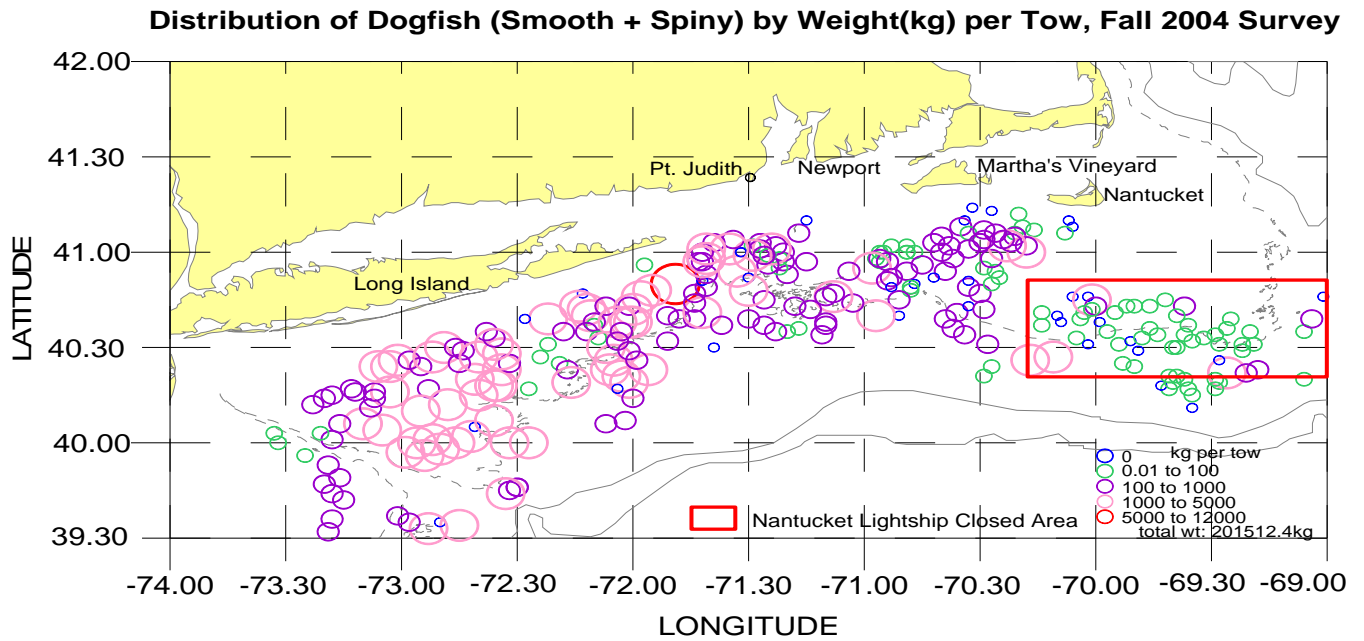 Distribution of Dogfish (Smooth + Spiny) by Weight(kg) per Tow, Fall 2004 Survey
42.00
41.30
41.00
40.30
40.00
39.30
LATITUDE
Pt. Judith
Newport
Martha's Vineyard
Nantucket
Long Island
kg per tow
0
0.01 to 100
100 to 1000
1000 to 5000
5000 to 12000
total wt: 201512.4kg
Nantucket Lightship Closed Area
-74.00 -73.30 -73.00 -72.30 -72.00 -71.30 -71.00 -70.30 -70.00 -69.30 -69.00
LONGITUDE